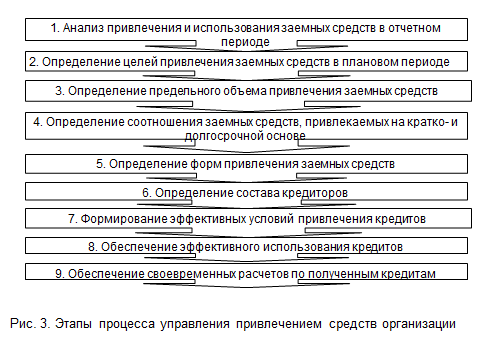 1. Анализ привлечения и использования заемных средств в отчетном
периоде
2. Определение целей привлечения заемных средств в плановом периоде
3. Определение предельного объема привлечения заемных средств
4. Определение соотношения заемных средств, привлекаемых на кратко- и
долгосрочной основе
5. Определение форм привлечения заемных средств
6. Определение состава кредиторов
7. Формирование эффективных условий привлечения кредитов
8. Обеспечение эффективного использования кредитов
9. Обеспечение своевременных расчетов по полученным кредитам
Рис. 3. Этапы процесса управления привлечением средств организации